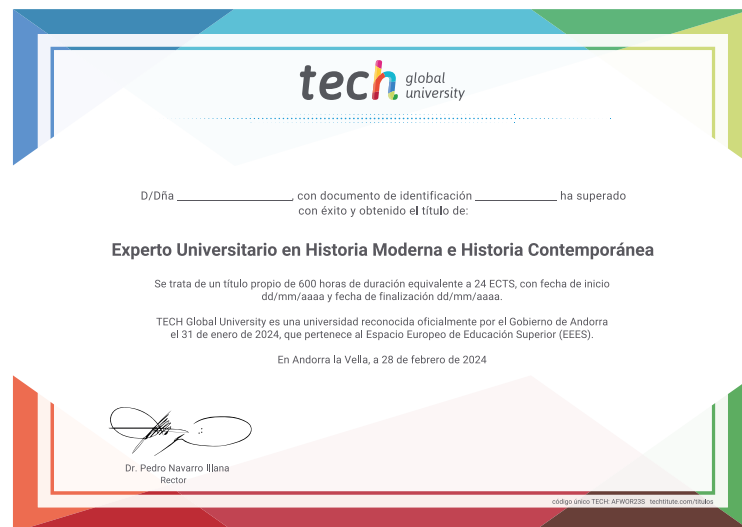 tech global university
D/Dña ____________, con documento de identificación ____________ ha superado
con éxito y obtenido el título de:
Experto Universitario en Historia Moderna e Historia Contemporánea
Se trata de un título propio de 600 horas de duración equivalente a 24 ECTS, con fecha de inicio
dd/mm/aaaa y fecha de finalización dd/mm/aaaa.
TECH Global University es una universidad reconocida oficialmente por el Gobierno de Andorra
el 31 de enero de 2024, que pertenece al Espacio Europeo de Educación Superior (EEES).
En Andorra la Vella, a 28 de febrero de 2024
Dr. Pedro Navarro Illana
Rector
código único TECH: AFWOR23S techtitute.com/titulos